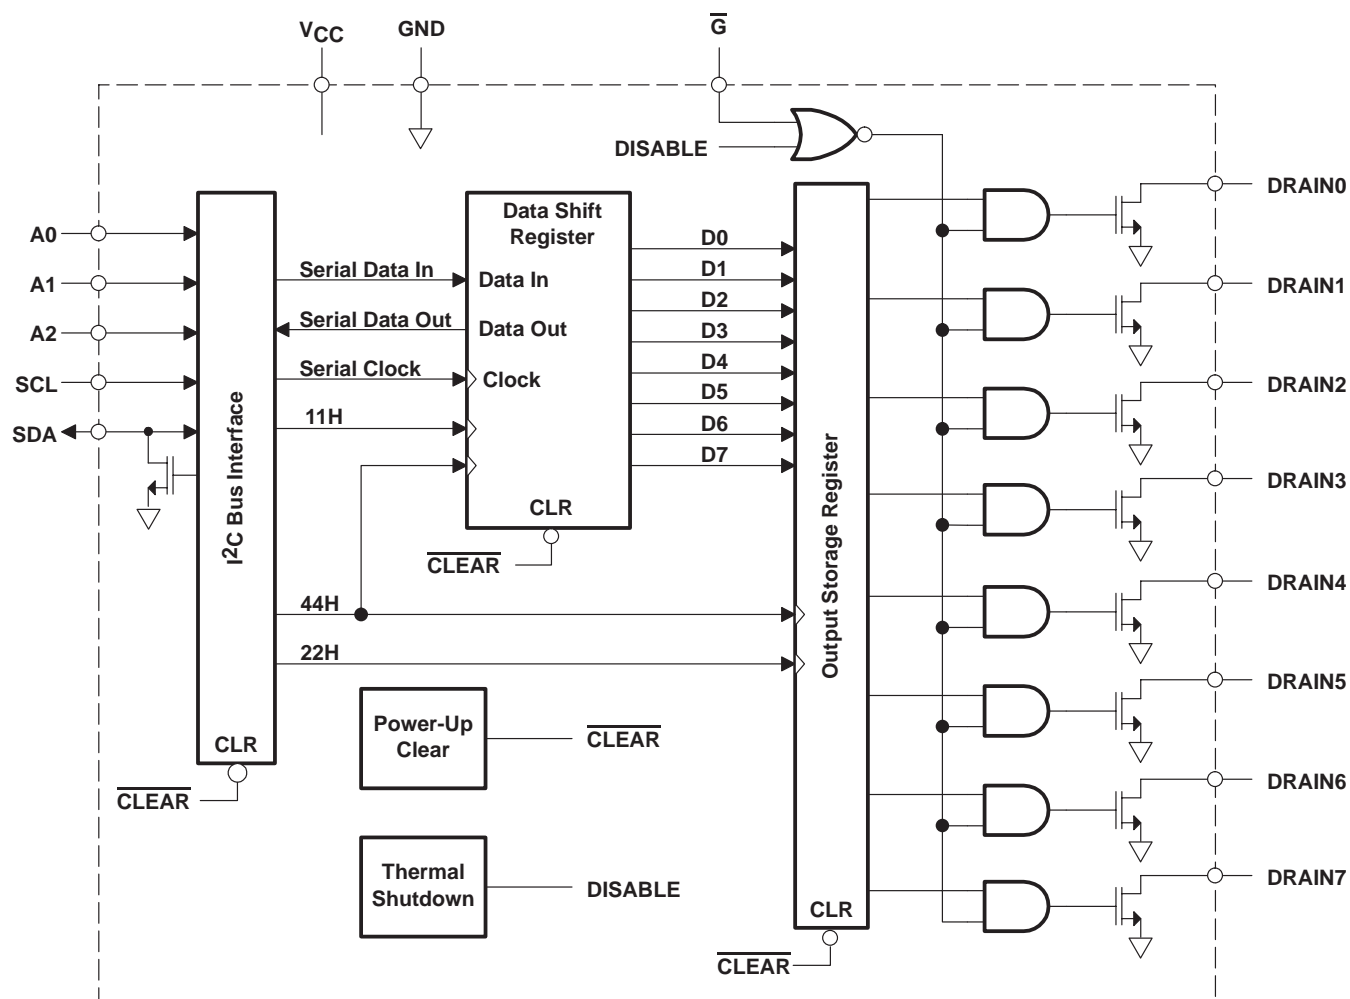 VCC
GND
G
DISABLE
DRAIN0
A0
Data Shift
Register
D0
Serial Data In
Data In
D1
DRAIN1
A1
D2
Serial Data Out
Data Out
A2
D3
D4
Serial Clock
Clock
DRAIN2
SCL
D5
11H
D6
SDA
D7
DRAIN3
I2C Bus Interface
CLR
CLEAR
Output Storage Register
44H
DRAIN4
22H
DRAIN5
Power-Up
Clear
CLEAR
CLR
CLEAR
DRAIN6
Thermal
Shutdown
DISABLE
DRAIN7
CLR
CLEAR